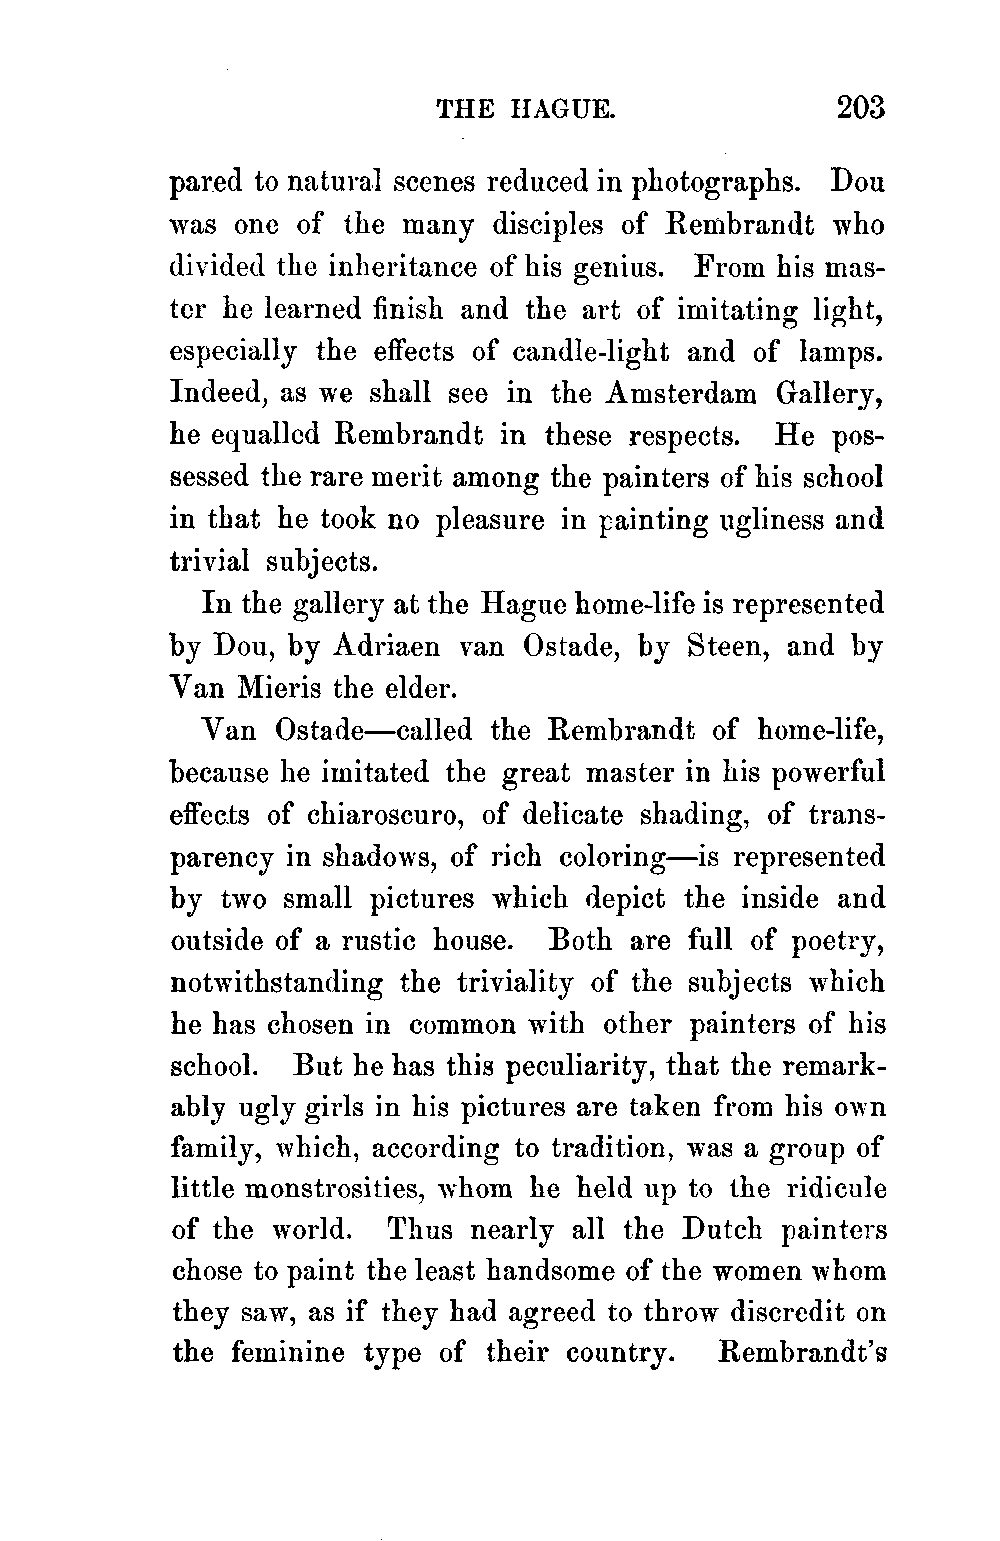 THE HAGUE. 203
pared to natural scenes reduced in photographs. Dou
was one of the many disciples of Rembrandt who
divided the inheritance of his genius. From his mas-
ter he learned finish and the art of imitating light,
especially the effects of candle-light and of lamps.
Indeed, as we shall see in the Amsterdam Gallery,
he equalled Rembrandt in these respects. He pos-
sessed the rare merit among the painters of his school
in that he took no pleasure in painting ugliness and
trivial subjects.
In the gallery at the Hague home-life is represented
by Dou, by Adriaen van Ostade, by Steen, and by
Van Mieris the elder.
Van Ostade—called the Rembrandt of home-life,
because he imitated the great master in his powerful
effects of chiaroscuro, of delicate shading, of trans-
parency in shadows, of rich coloring—is represented
by two small pictures which depict the inside and
outside of a rustic house. Both are full of poetry,
notwithstanding the triviality of the subjects which
he has chosen in common with other painters of his
school. But he has this peculiarity, that the remark-
ably ugly girls in his pictures are taken from his own
family, which, according to tradition, was a group of
little monstrosities, whom he held up to the ridicule
of the world. Thus nearly all the Dutch painters
chose to paint the least handsome of the women whom
they saw, as if they had agreed to throw discredit on
the feminine type of their country. Rembrandt's